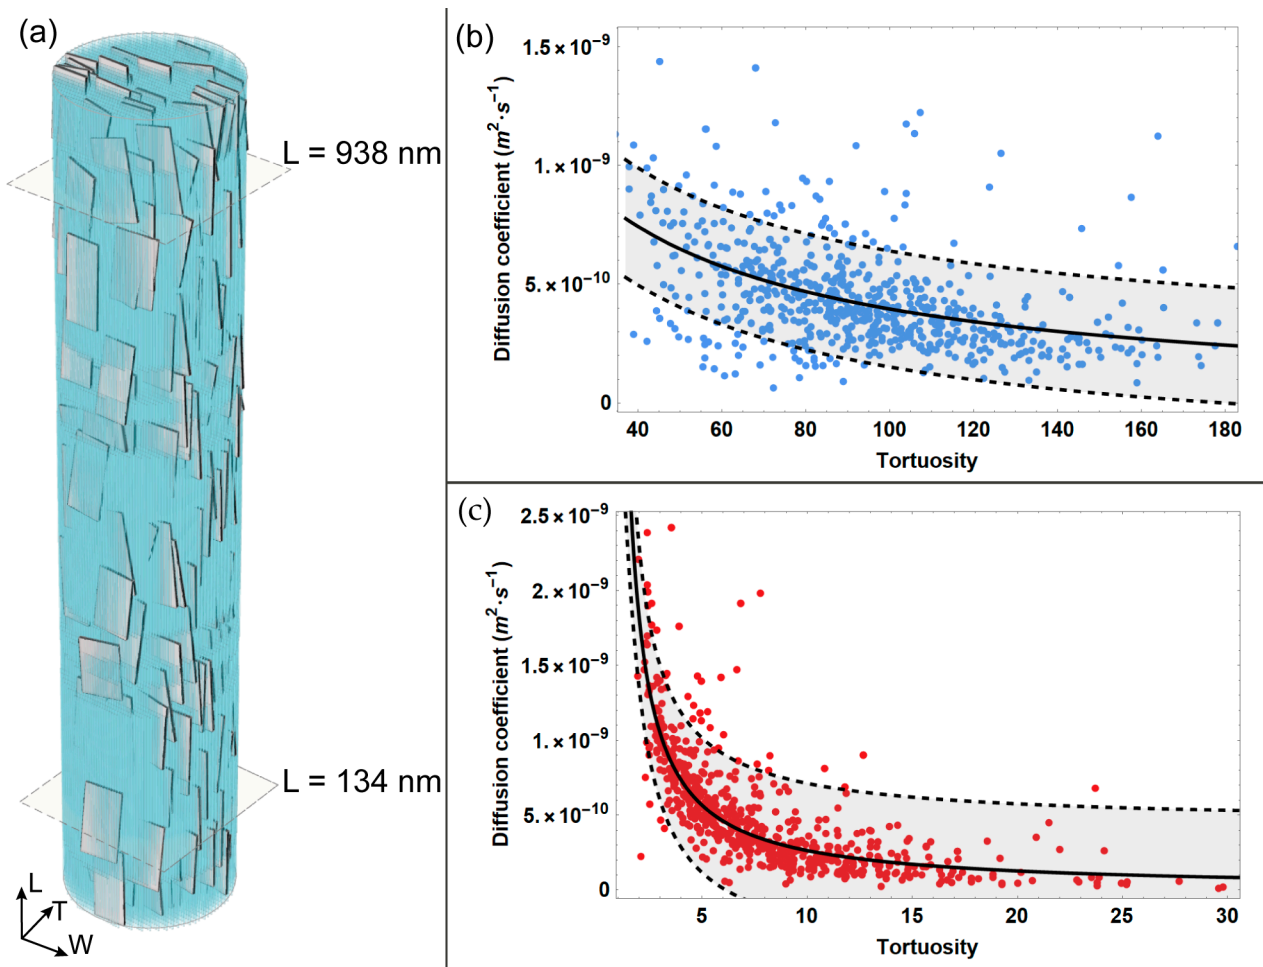 (a)
L = 938 nm
L = 134 nm
L
T
W
(b)
Diffusion coefficient (m²·s⁻¹)
1.5 × 10⁻⁹
1. × 10⁻⁹
5. × 10⁻¹⁰
0
40 60 80 100 120 140 160 180
Tortuosity
(c)
Diffusion coefficient (m²·s⁻¹)
2.5 × 10⁻⁹
2. × 10⁻⁹
1.5 × 10⁻⁹
1. × 10⁻⁹
5. × 10⁻¹⁰
0
5 10 15 20 25 30
Tortuosity